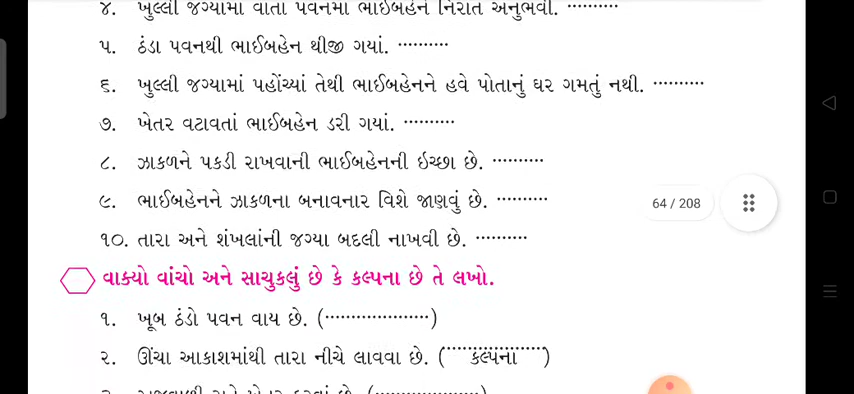 ૪. ખુલ્લી જગ્યામાં વાતા પવનમાં ભાઈબહેને નિરાંત અનુભવી. ··········
૫. ઠંડા પવનથી ભાઈબહેન થીજી ગયાં. ··········
૬. ખુલ્લી જગ્યામાં પહોંચ્યાં તેથી ભાઈબહેનને હવે પોતાનું ઘર ગમતું નથી. ··········
૭. ખેતર વટાવતાં ભાઈબહેન ડરી ગયાં. ··········
૮. ઝાકળને પકડી રાખવાની ભાઈબહેનની ઇચ્છા છે. ··········
૯. ભાઈબહેનને ઝાકળના બનાવનાર વિશે જાણવું છે. ··········
64 / 208
૧૦. તારા અને શંખલાંની જગ્યા બદલી નાખવી છે. ··········
વાક્યો વાંચો અને સાચુકલું છે કે કલ્પના છે તે લખો.
૧. ખૂબ ઠંડો પવન વાય છે. (····················)
૨. ઊંચા આકાશમાંથી તારા નીચે લાવવા છે. (····કલ્પના····)